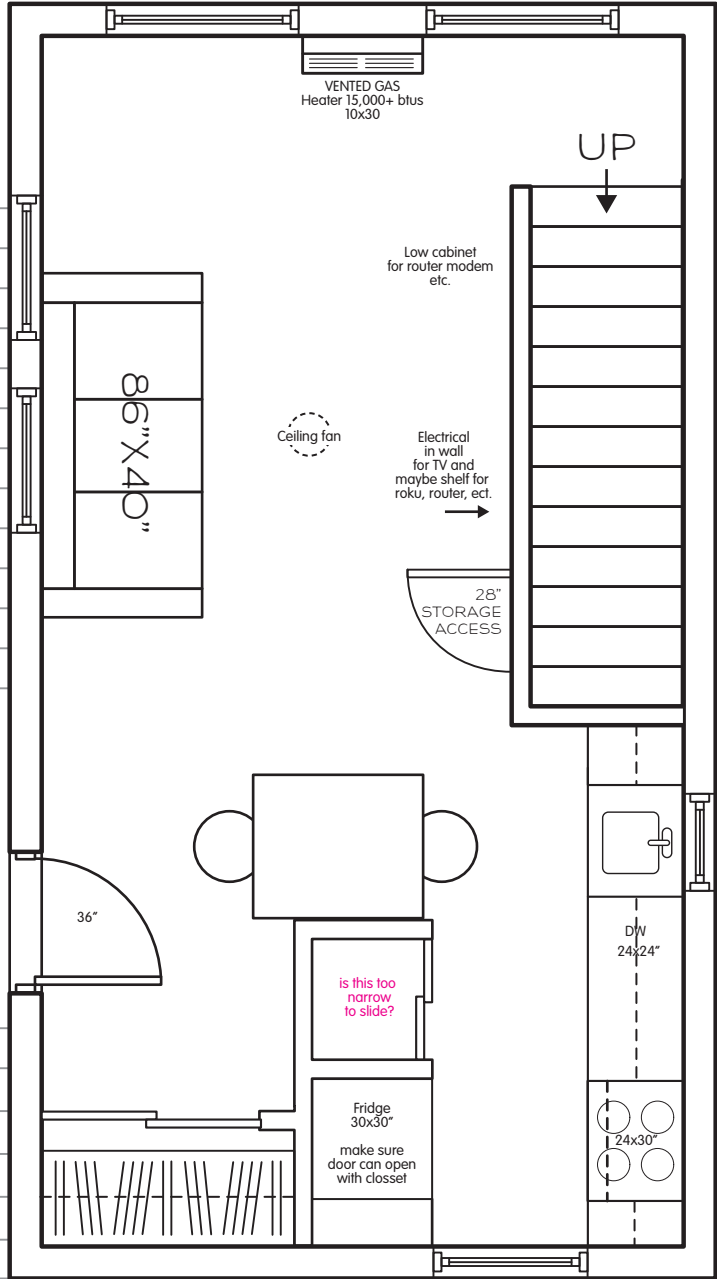 VENTED GAS
Heater 15,000+ btus
10x30
UP
Low cabinet
for router modem
etc.
86"X40"
Ceiling fan
Electrical
in wall
for TV and
maybe shelf for
roku, router, ect.
28"
STORAGE
ACCESS
36"
DW
24x24"
is this too
narrow
to slide?
Fridge
30x30"
make sure
door can open
with closset
24x30"